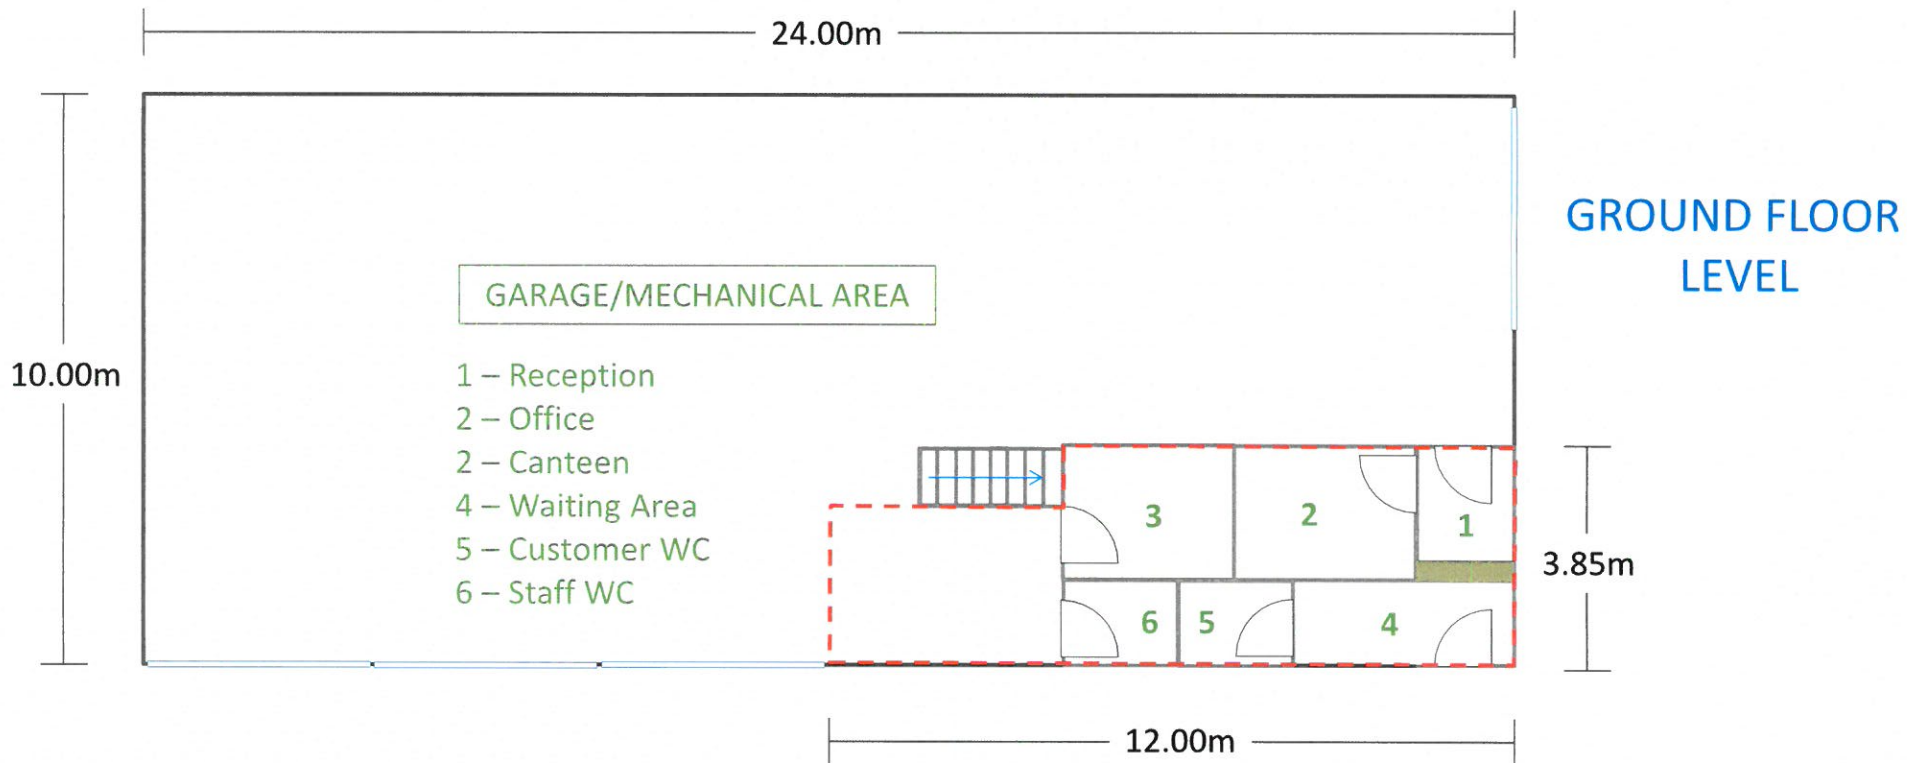 24.00m
GROUND FLOOR
LEVEL
GARAGE/MECHANICAL AREA
10.00m
1 – Reception
2 – Office
2 – Canteen
4 – Waiting Area
5 – Customer WC
6 – Staff WC
3
2
1
3.85m
6
5
4
12.00m